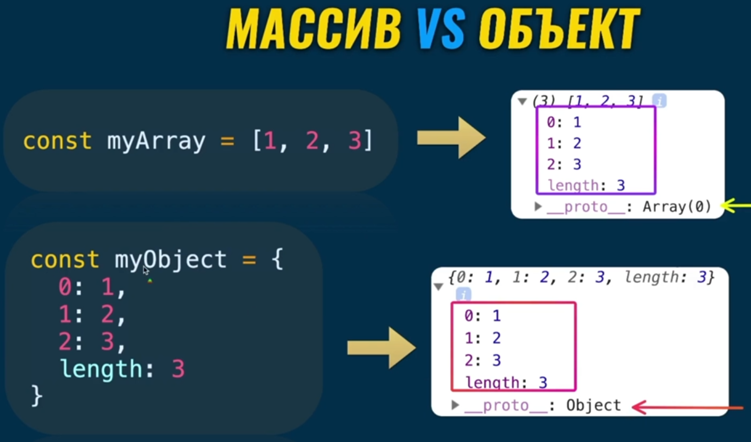 МАССИВ VS ОБЪЕКТ
const myArray = [1, 2, 3]
(3) [1, 2, 3] i
0: 1
1: 2
2: 3
length: 3
__proto__: Array(0)
const myObject = {
0: 1,
1: 2,
2: 3,
length: 3
}
{0: 1, 1: 2, 2: 3, length: 3}
i
0: 1
1: 2
2: 3
length: 3
__proto__: Object